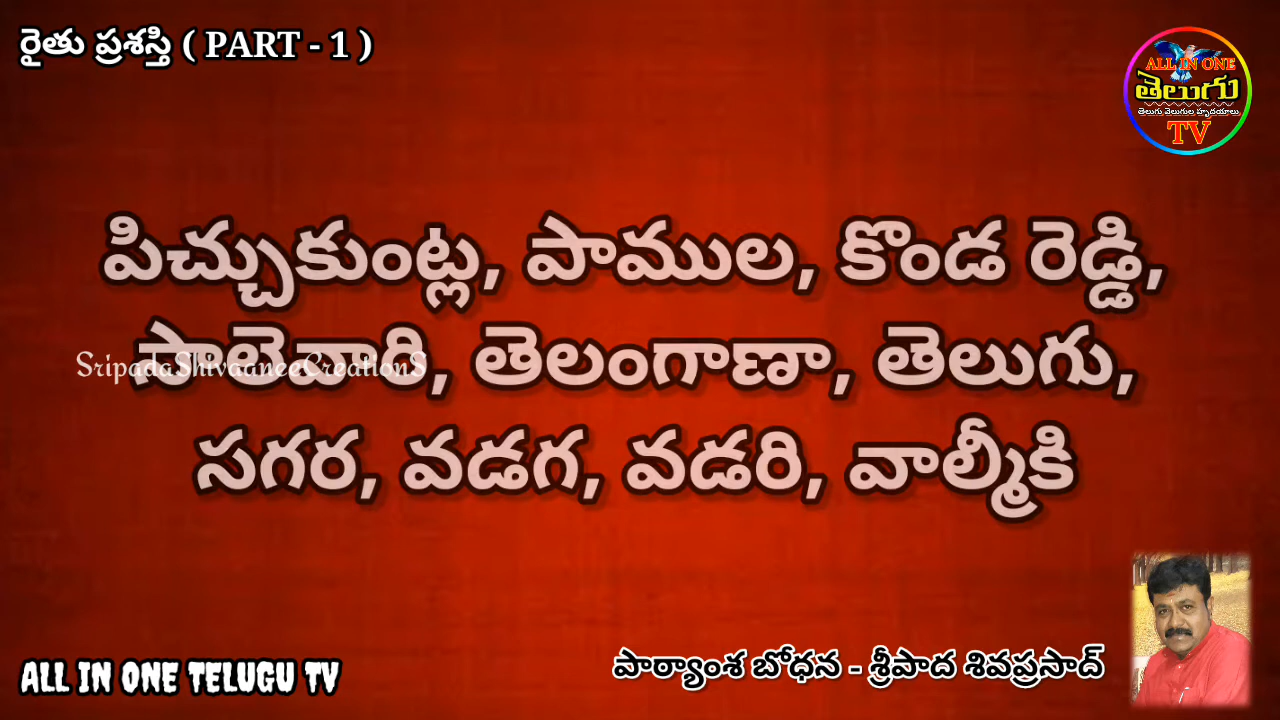 రైతు ప్రశస్తి ( PART - 1 )
ALL IN ONE
తెలుగు
తెలుగు వెలుగుల హృదయాలు
TV
పిచ్చుకుంట్ల, పాముల, కొండ రెడ్డి,
సాలెవారి, తెలంగాణా, తెలుగు,
SripadaShivaaneeCreationS
సగర, వడగ, వడరి, వాల్మీకి
పాఠ్యాంశ బోధన - శ్రీపాద శివప్రసాద్
ALL IN ONE TELUGU TV